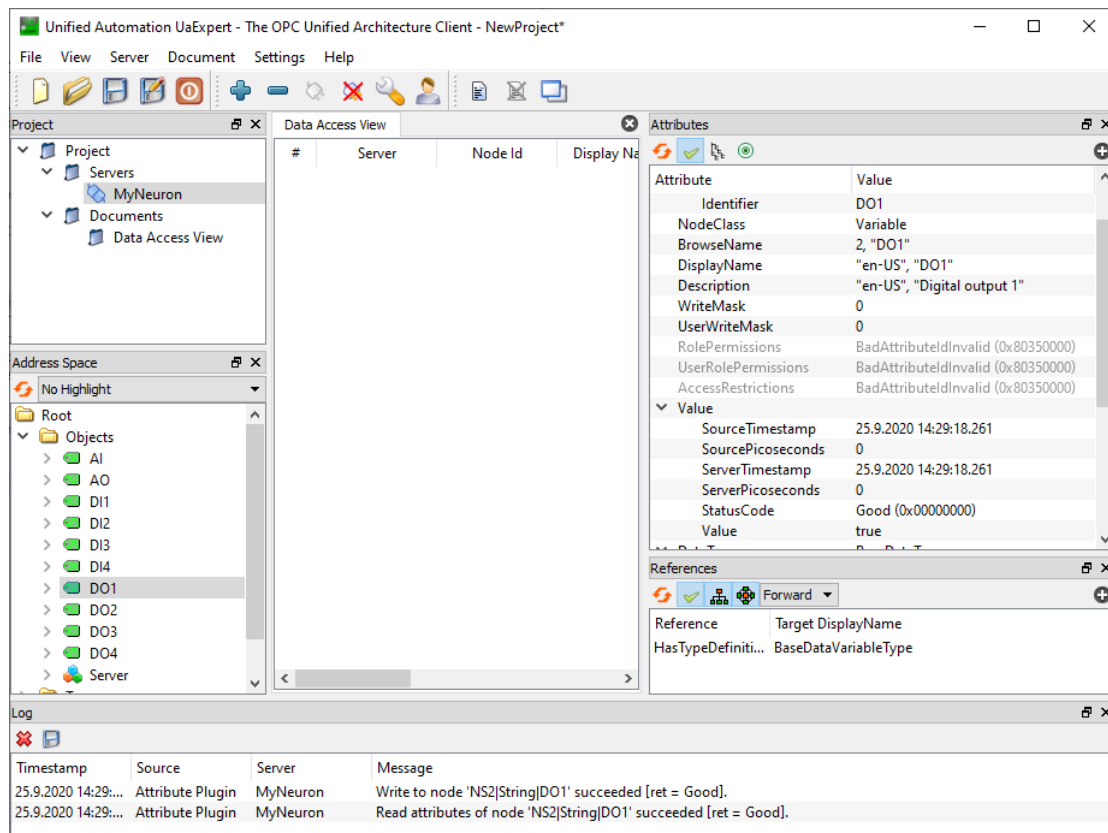 Unified Automation UaExpert - The OPC Unified Architecture Client - NewProject*
File View Server Document Settings Help
Project
Project
Servers
MyNeuron
Documents
Data Access View
Address Space
No Highlight
Root
Objects
AI
AO
DI1
DI2
DI3
DI4
DO1
DO2
DO3
DO4
Server
Data Access View
# Server Node Id Display Na
Attributes
Attribute Value
Identifier DO1
NodeClass Variable
BrowseName 2, "DO1"
DisplayName "en-US", "DO1"
Description "en-US", "Digital output 1"
WriteMask 0
UserWriteMask 0
RolePermissions BadAttributeIdInvalid (0x80350000)
UserRolePermissions BadAttributeIdInvalid (0x80350000)
AccessRestrictions BadAttributeIdInvalid (0x80350000)
Value
SourceTimestamp 25.9.2020 14:29:18.261
SourcePicoseconds 0
ServerTimestamp 25.9.2020 14:29:18.261
ServerPicoseconds 0
StatusCode Good (0x00000000)
Value true
References
Forward
Reference Target DisplayName
HasTypeDefiniti... BaseDataVariableType
Log
Timestamp Source Server Message
25.9.2020 14:29:... Attribute Plugin MyNeuron Write to node 'NS2|String|DO1' succeeded [ret = Good].
25.9.2020 14:29:... Attribute Plugin MyNeuron Read attributes of node 'NS2|String|DO1' succeeded [ret = Good].